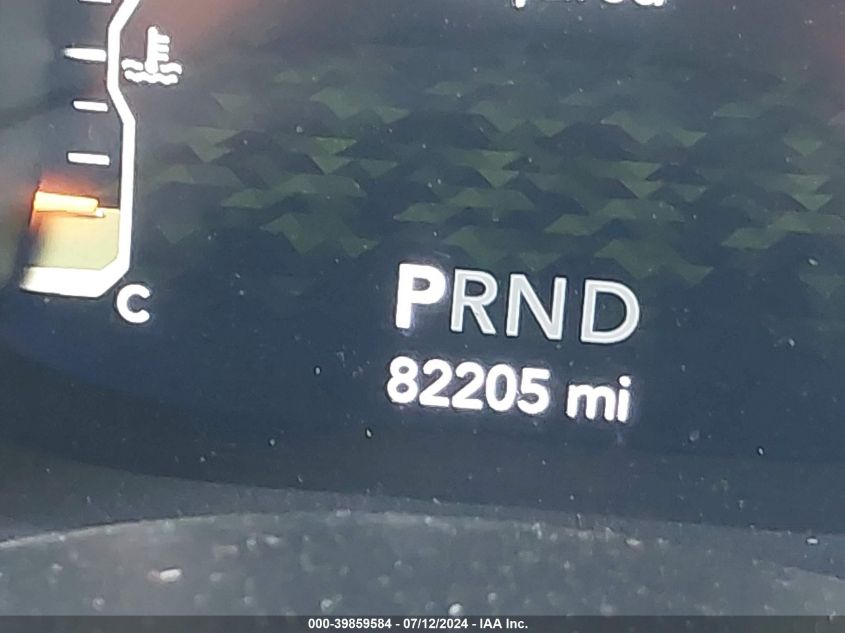 C
PRND
82205 mi
000-39859584 - 07/12/2024 - IAA Inc.